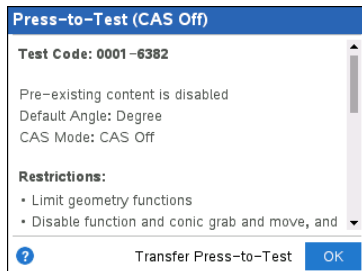 Press-to-Test (CAS Off)
Test Code: 0001-6382
Pre-existing content is disabled
Default Angle: Degree
CAS Mode: CAS Off
Restrictions:
• Limit geometry functions
• Disable function and conic grab and move, and
? Transfer Press-to-Test OK